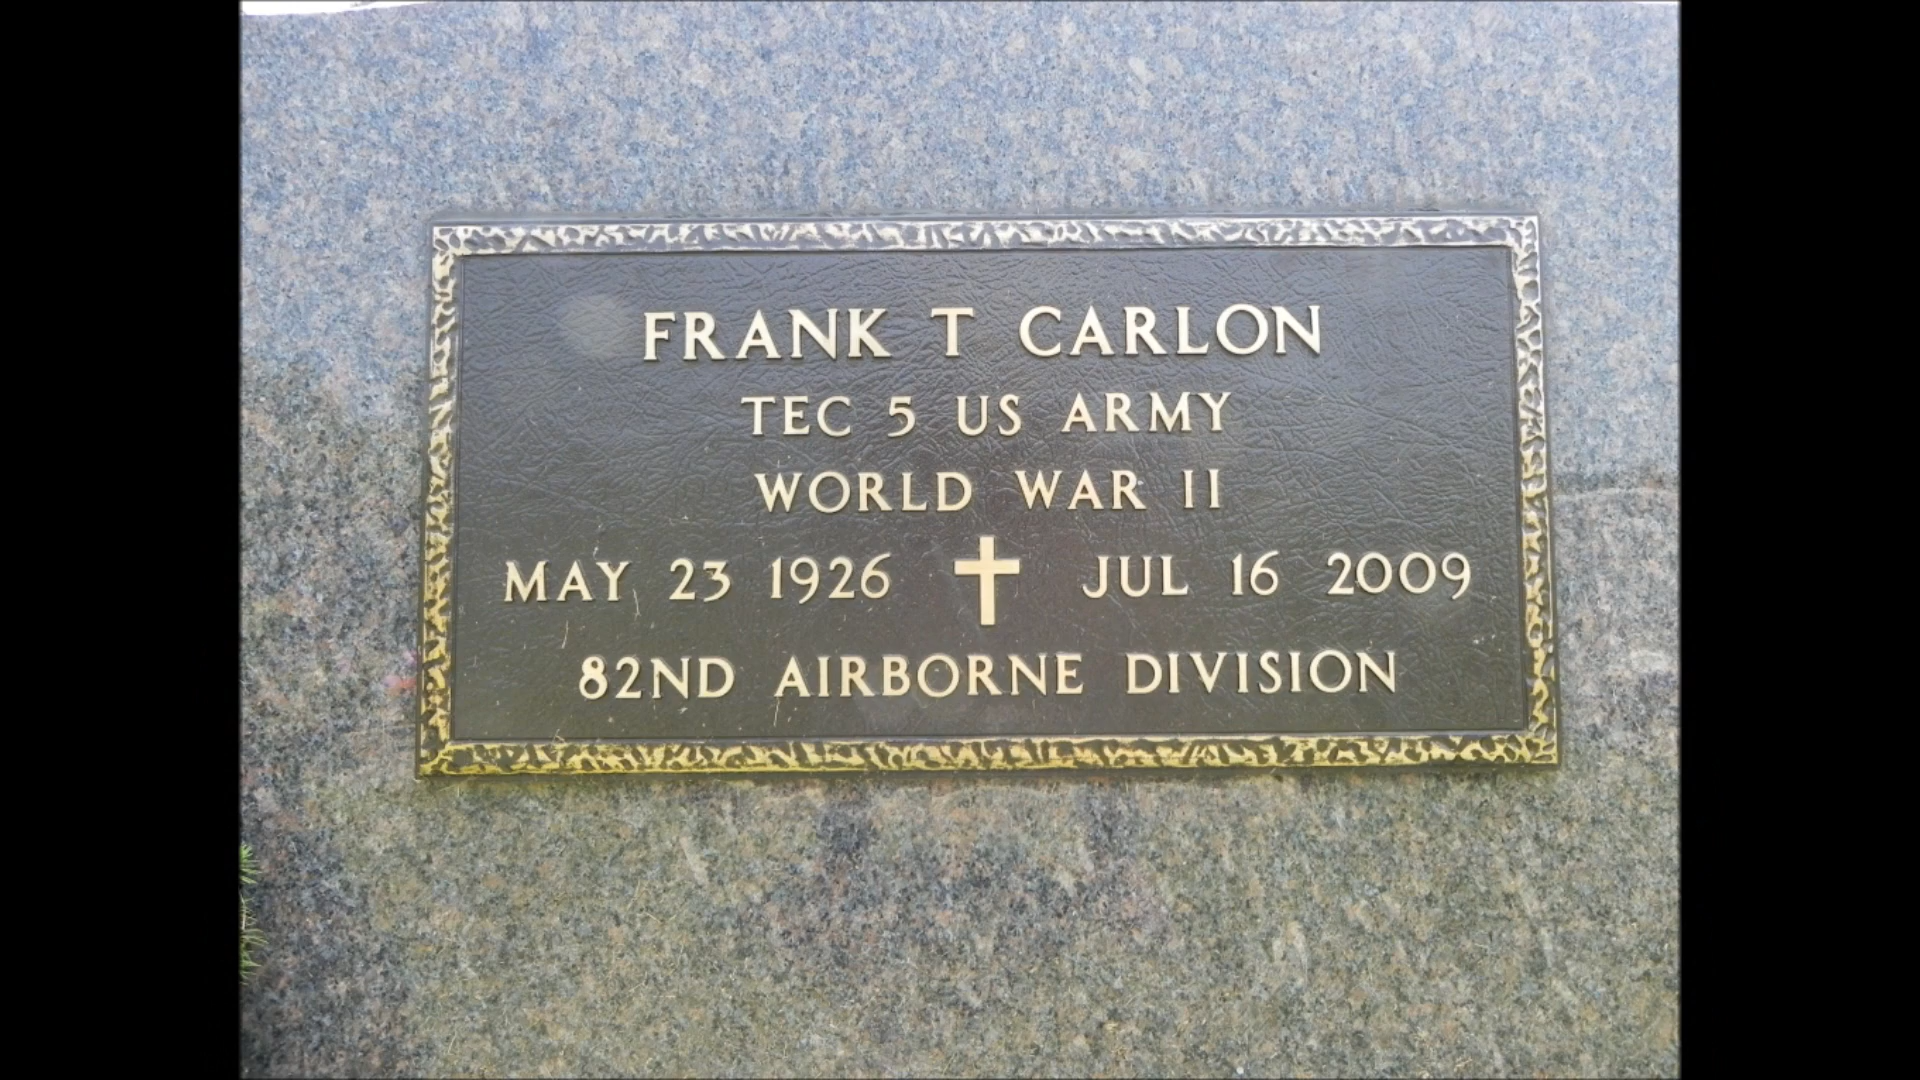 FRANK T CARLON
TEC 5 US ARMY
WORLD WAR II
MAY 23 1926 JUL 16 2009
82ND AIRBORNE DIVISION